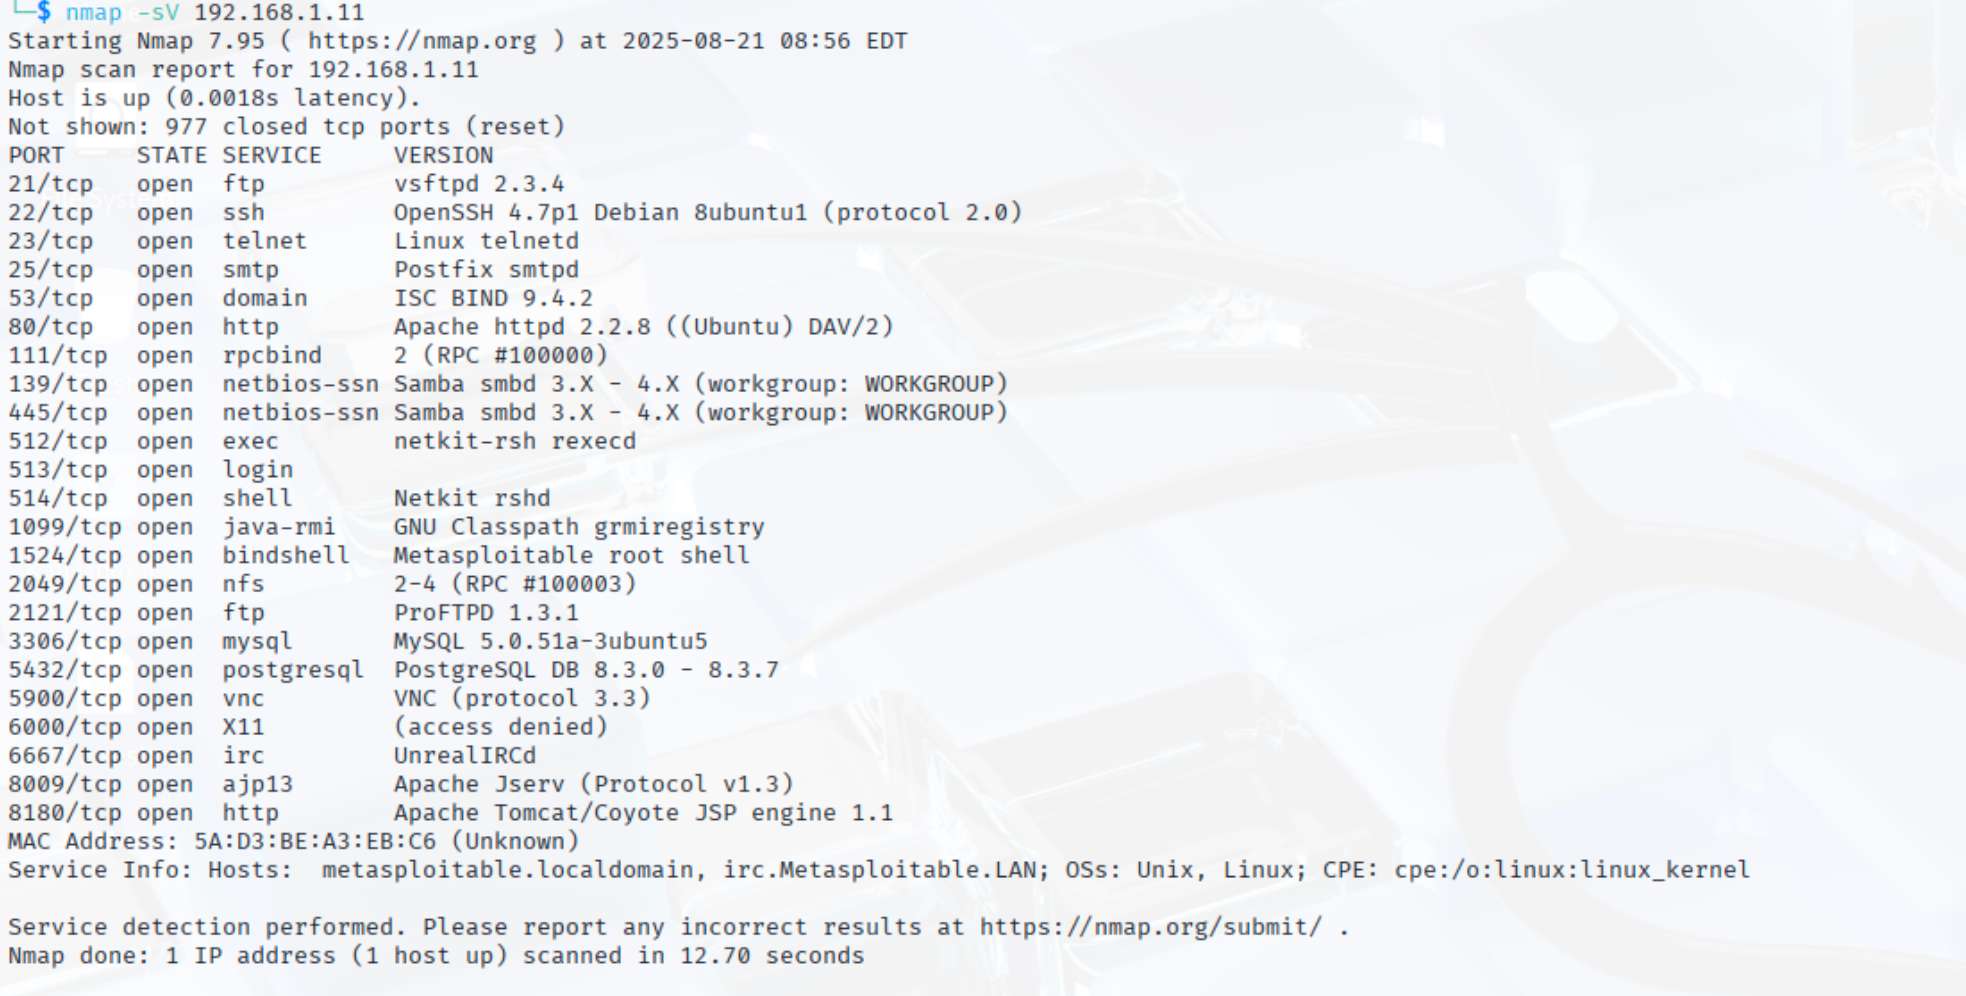 └─$ nmap -sV 192.168.1.11
Starting Nmap 7.95 ( https://nmap.org ) at 2025-08-21 08:56 EDT
Nmap scan report for 192.168.1.11
Host is up (0.0018s latency).
Not shown: 977 closed tcp ports (reset)
PORT     STATE SERVICE     VERSION
21/tcp   open  ftp         vsftpd 2.3.4
22/tcp   open  ssh         OpenSSH 4.7p1 Debian 8ubuntu1 (protocol 2.0)
23/tcp   open  telnet      Linux telnetd
25/tcp   open  smtp        Postfix smtpd
53/tcp   open  domain      ISC BIND 9.4.2
80/tcp   open  http        Apache httpd 2.2.8 ((Ubuntu) DAV/2)
111/tcp  open  rpcbind     2 (RPC #100000)
139/tcp  open  netbios-ssn Samba smbd 3.X - 4.X (workgroup: WORKGROUP)
445/tcp  open  netbios-ssn Samba smbd 3.X - 4.X (workgroup: WORKGROUP)
512/tcp  open  exec        netkit-rsh rexecd
513/tcp  open  login
514/tcp  open  shell       Netkit rshd
1099/tcp open  java-rmi    GNU Classpath grmiregistry
1524/tcp open  bindshell   Metasploitable root shell
2049/tcp open  nfs         2-4 (RPC #100003)
2121/tcp open  ftp         ProFTPD 1.3.1
3306/tcp open  mysql       MySQL 5.0.51a-3ubuntu5
5432/tcp open  postgresql  PostgreSQL DB 8.3.0 - 8.3.7
5900/tcp open  vnc         VNC (protocol 3.3)
6000/tcp open  X11         (access denied)
6667/tcp open  irc         UnrealIRCd
8009/tcp open  ajp13       Apache Jserv (Protocol v1.3)
8180/tcp open  http        Apache Tomcat/Coyote JSP engine 1.1
MAC Address: 5A:D3:BE:A3:EB:C6 (Unknown)
Service Info: Hosts:  metasploitable.localdomain, irc.Metasploitable.LAN; OSs: Unix, Linux; CPE: cpe:/o:linux:linux_kernel

Service detection performed. Please report any incorrect results at https://nmap.org/submit/ .
Nmap done: 1 IP address (1 host up) scanned in 12.70 seconds